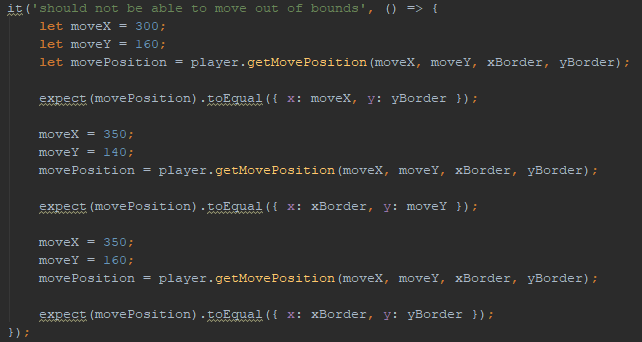 it('should not be able to move out of bounds', () => {
    let moveX = 300;
    let moveY = 160;
    let movePosition = player.getMovePosition(moveX, moveY, xBorder, yBorder);

    expect(movePosition).toEqual({ x: moveX, y: yBorder });

    moveX = 350;
    moveY = 140;
    movePosition = player.getMovePosition(moveX, moveY, xBorder, yBorder);

    expect(movePosition).toEqual({ x: xBorder, y: moveY });

    moveX = 350;
    moveY = 160;
    movePosition = player.getMovePosition(moveX, moveY, xBorder, yBorder);

    expect(movePosition).toEqual({ x: xBorder, y: yBorder });
});